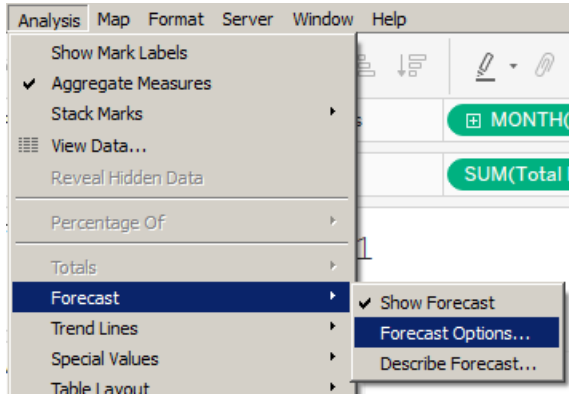 Analysis Map Format Server Window Help
Show Mark Labels
Aggregate Measures
Stack Marks
MONTH(
View Data...
SUM(Total
Reveal Hidden Data
Percentage Of
1
Totals
Forecast
Show Forecast
Trend Lines
Forecast Options...
Special Values
Describe Forecast...
Table Layout